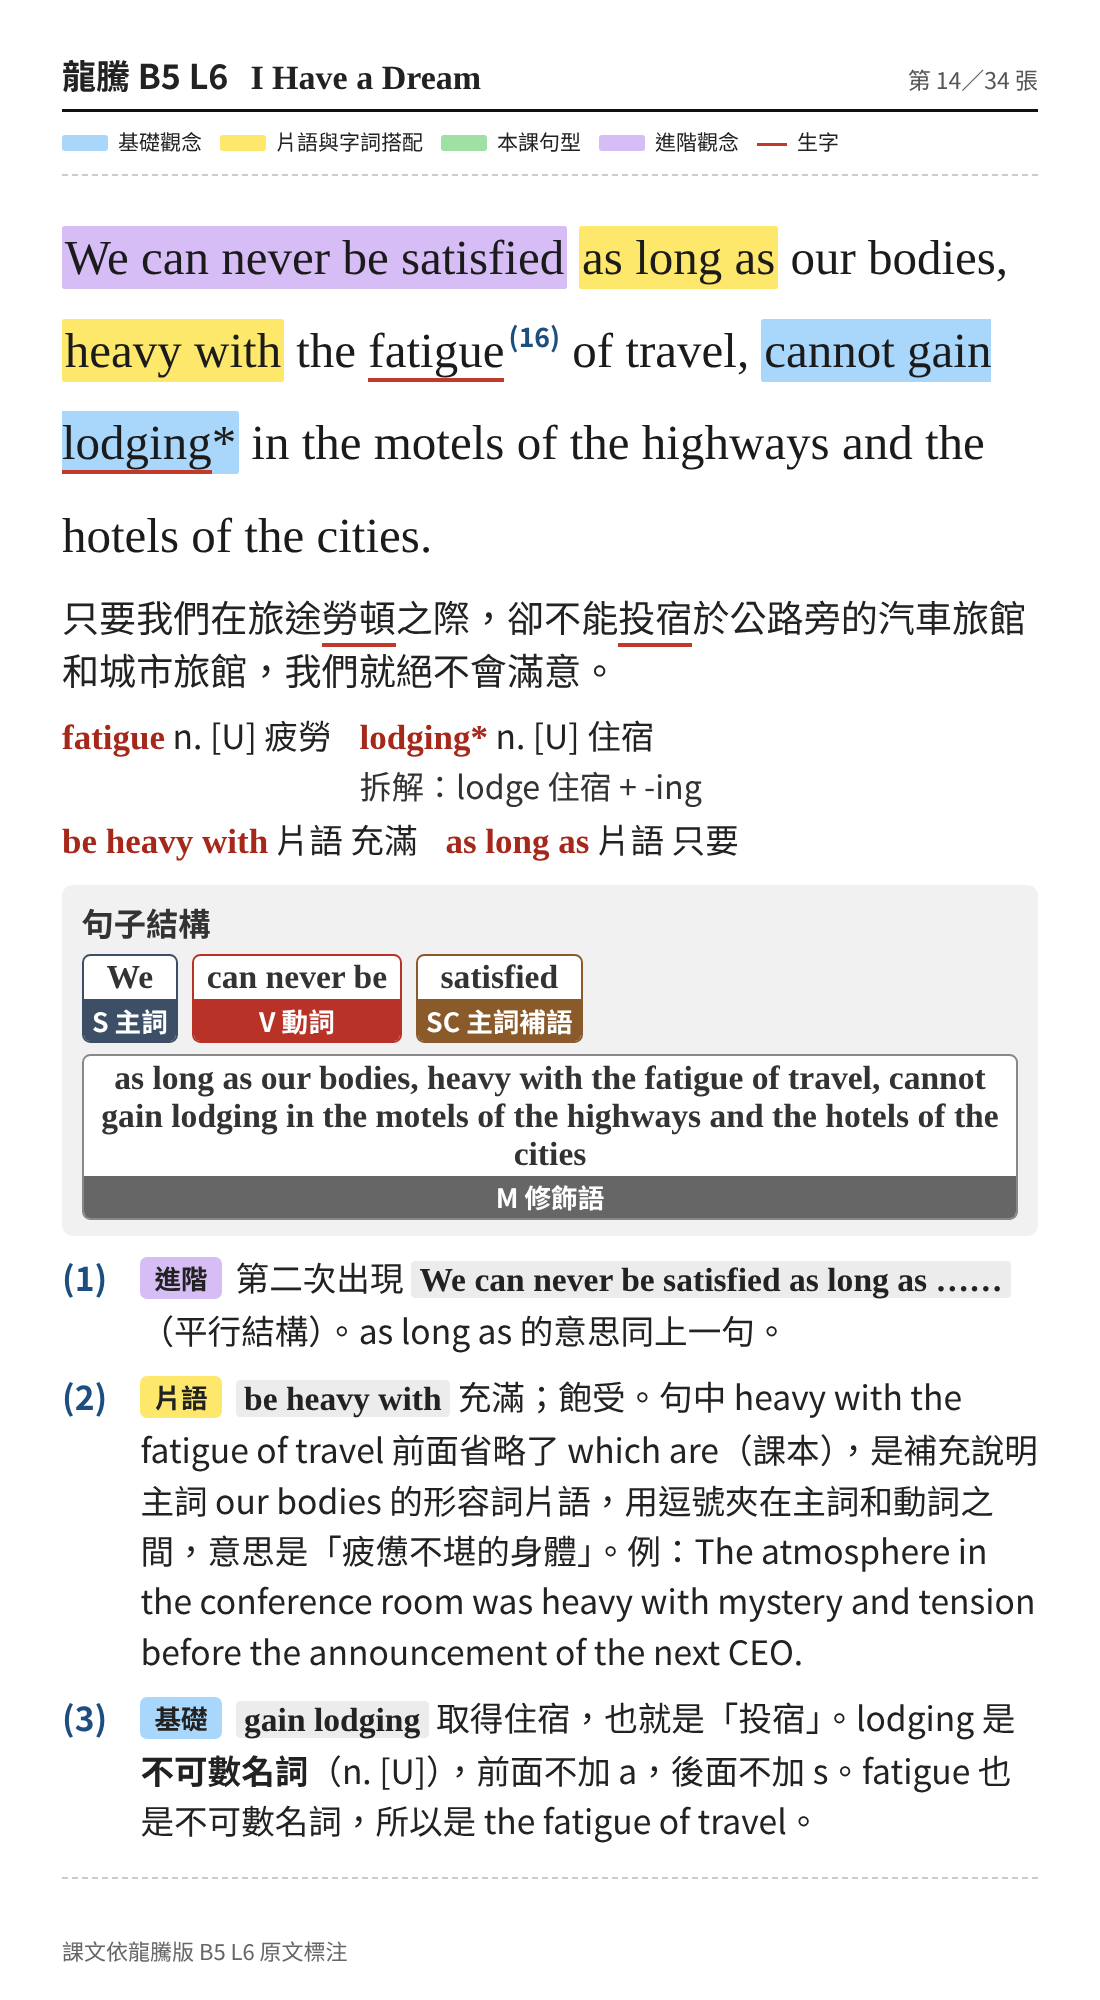 龍騰 B5 L6 I Have a Dream
第 14／34 張
基礎觀念 片語與字詞搭配 本課句型 進階觀念 生字
We can never be satisfied as long as our bodies,
heavy with the fatigue(16) of travel, cannot gain
lodging* in the motels of the highways and the
hotels of the cities.
只要我們在旅途勞頓之際，卻不能投宿於公路旁的汽車旅館
和城市旅館，我們就絕不會滿意。
fatigue n. [U] 疲勞 lodging* n. [U] 住宿
拆解：lodge 住宿 + -ing
be heavy with 片語 充滿 as long as 片語 只要
句子結構
We can never be satisfied
S 主詞 V 動詞 SC 主詞補語
as long as our bodies, heavy with the fatigue of travel, cannot
gain lodging in the motels of the highways and the hotels of the
cities
M 修飾語
(1) 進階 第二次出現 We can never be satisfied as long as ……
（平行結構）。as long as 的意思同上一句。
(2) 片語 be heavy with 充滿；飽受。句中 heavy with the
fatigue of travel 前面省略了 which are（課本），是補充說明
主詞 our bodies 的形容詞片語，用逗號夾在主詞和動詞之
間，意思是「疲憊不堪的身體」。例：The atmosphere in
the conference room was heavy with mystery and tension
before the announcement of the next CEO.
(3) 基礎 gain lodging 取得住宿，也就是「投宿」。lodging 是
不可數名詞（n. [U]），前面不加 a，後面不加 s。fatigue 也
是不可數名詞，所以是 the fatigue of travel。
課文依龍騰版 B5 L6 原文標注